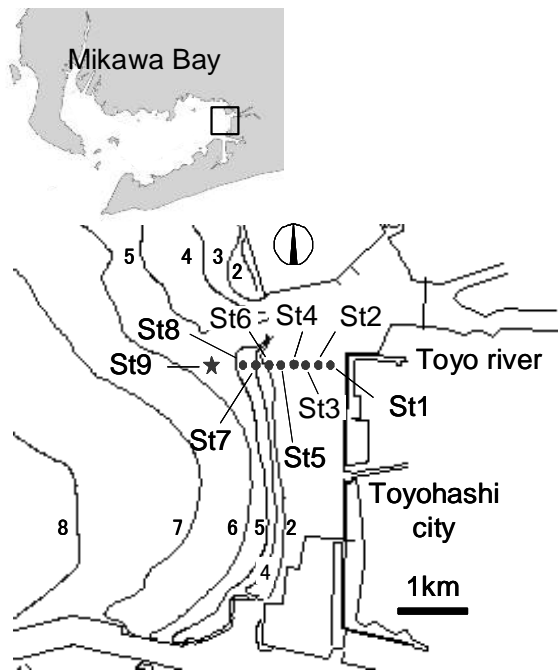 Mikawa Bay
5
4
3
2
St6
St4
St2
St8
St9
Toyo river
St3
St1
St7
St5
Toyohashi
city
8
7
6
5
2
4
1km